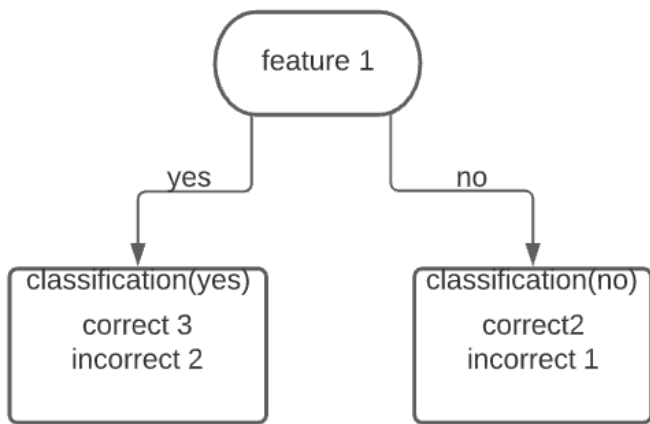 feature 1
yes
no
classification(yes)
correct 3
incorrect 2
classification(no)
correct2
incorrect 1